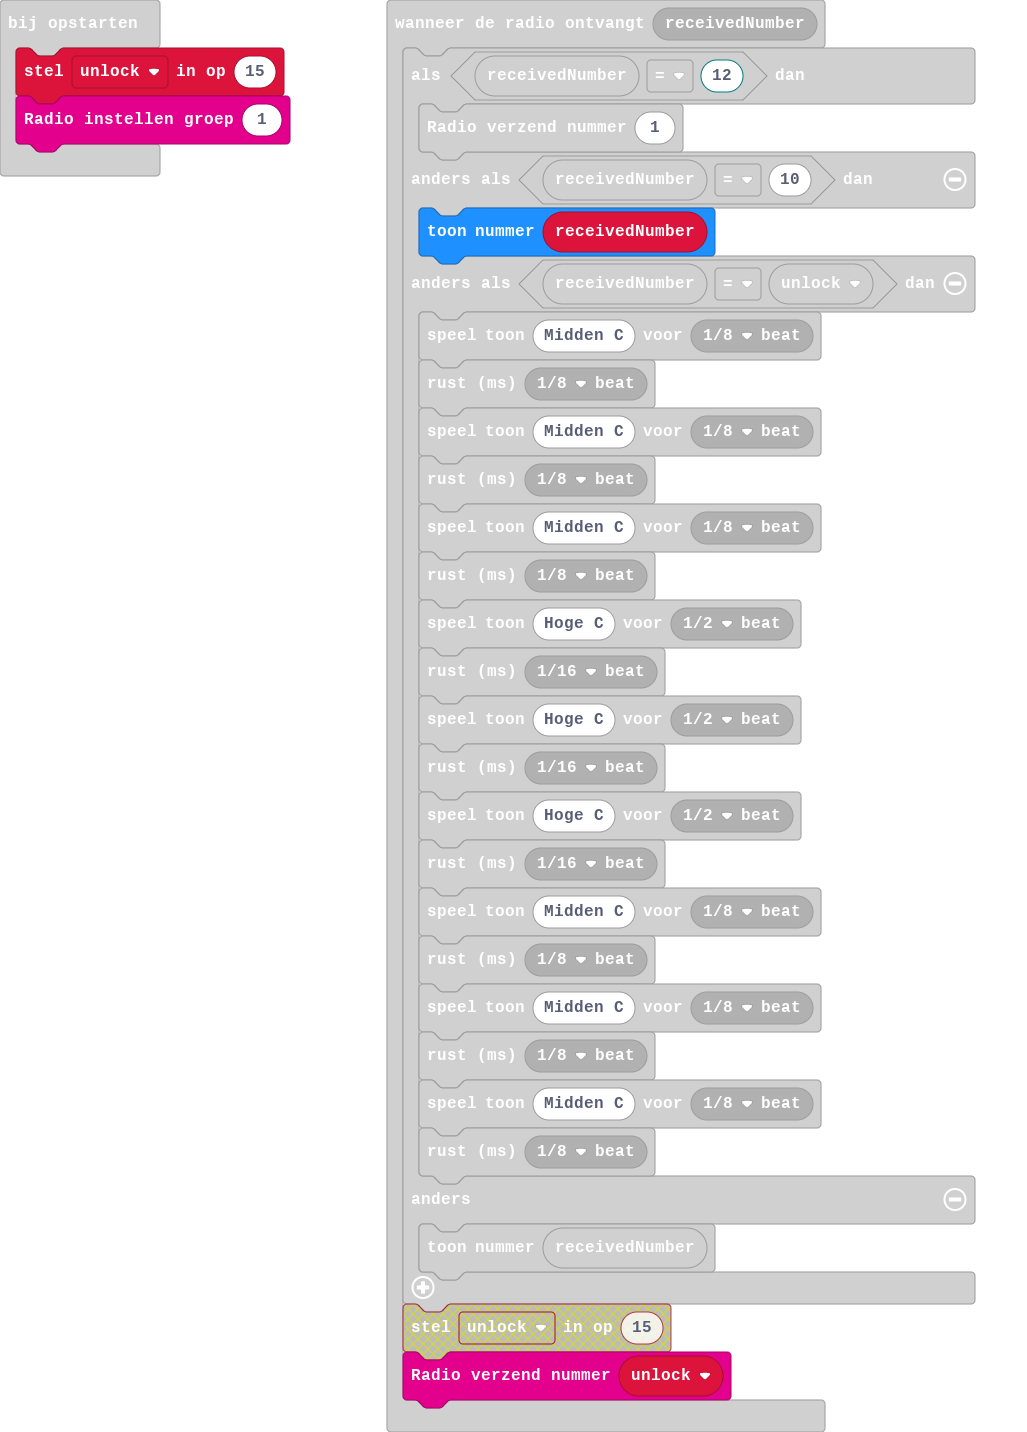 bij opstarten
stel unlock in op 15
Radio instellen groep 1
wanneer de radio ontvangt receivedNumber
als receivedNumber = 12 dan
Radio verzend nummer 1
anders als receivedNumber = 10 dan
toon nummer receivedNumber
anders als receivedNumber = unlock dan
speel toon Midden C voor 1/8 beat
rust (ms) 1/8 beat
speel toon Midden C voor 1/8 beat
rust (ms) 1/8 beat
speel toon Midden C voor 1/8 beat
rust (ms) 1/8 beat
speel toon Hoge C voor 1/2 beat
rust (ms) 1/16 beat
speel toon Hoge C voor 1/2 beat
rust (ms) 1/16 beat
speel toon Hoge C voor 1/2 beat
rust (ms) 1/16 beat
speel toon Midden C voor 1/8 beat
rust (ms) 1/8 beat
speel toon Midden C voor 1/8 beat
rust (ms) 1/8 beat
speel toon Midden C voor 1/8 beat
rust (ms) 1/8 beat
anders
toon nummer receivedNumber
stel unlock in op 15
Radio verzend nummer unlock